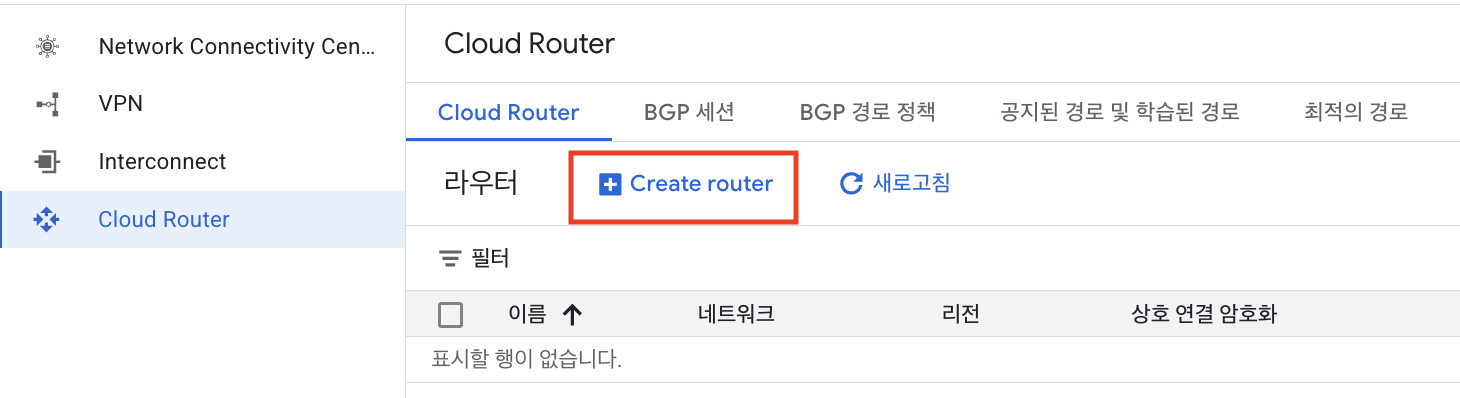 Network Connectivity Cen...
VPN
Interconnect
Cloud Router
Cloud Router
Cloud Router BGP 세션 BGP 경로 정책 공지된 경로 및 학습된 경로 최적의 경로
라우터 Create router 새로고침
필터
이름 네트워크 리전 상호 연결 암호화
표시할 행이 없습니다.